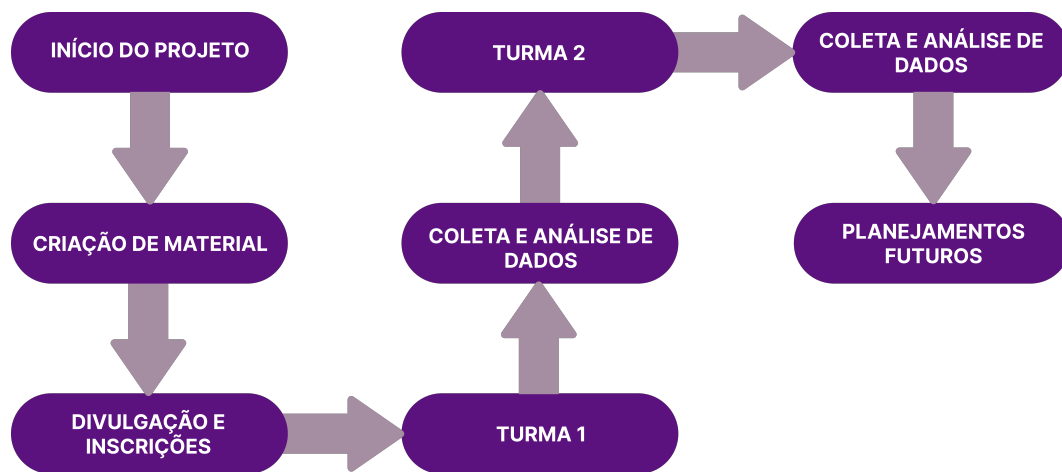 INÍCIO DO PROJETO
CRIAÇÃO DE MATERIAL
DIVULGAÇÃO E
INSCRIÇÕES
TURMA 1
COLETA E ANÁLISE DE
DADOS
TURMA 2
COLETA E ANÁLISE DE
DADOS
PLANEJAMENTOS
FUTUROS